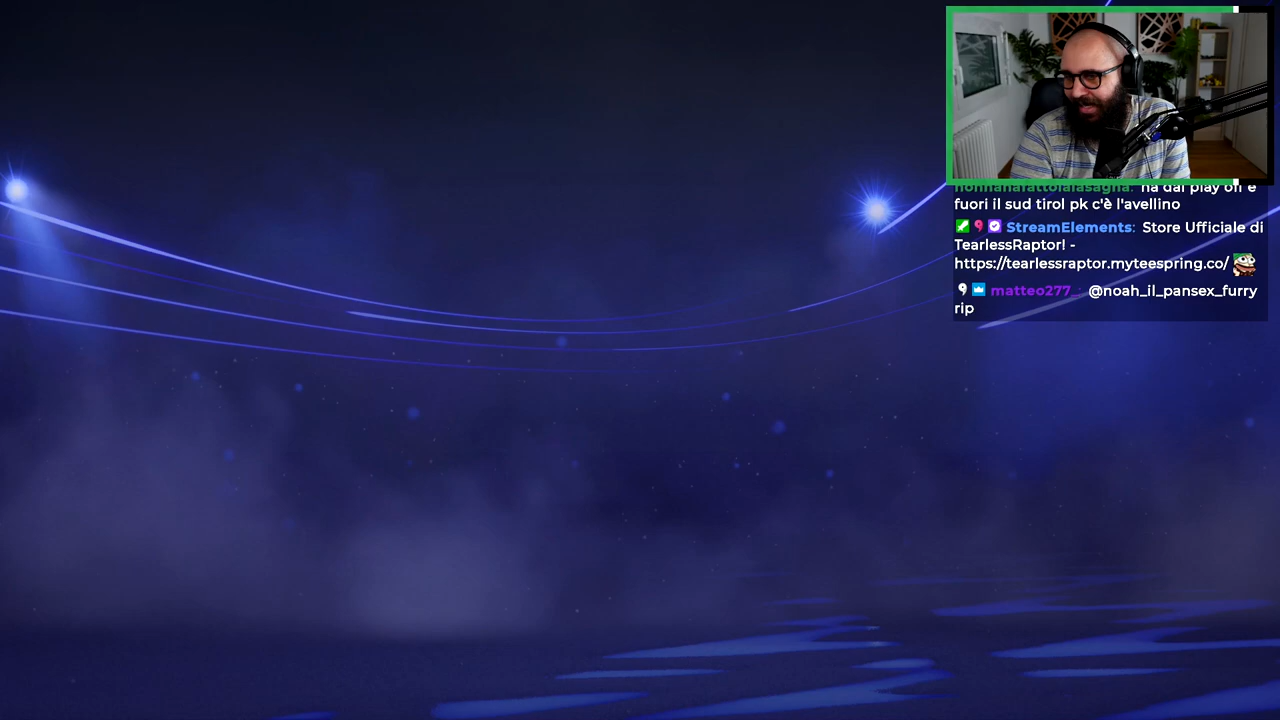 nonnahafattolalasagna: ha dai play off e
fuori il sud tirol pk c'è l'avellino
StreamElements: Store Ufficiale di
TearlessRaptor! -
https://tearlessraptor.myteespring.co/
matteo277_: @noah_il_pansex_furry
rip